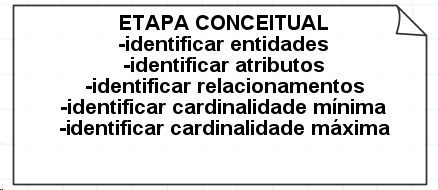 ETAPA CONCEITUAL
-identificar entidades
-identificar atributos
-identificar relacionamentos
-identificar cardinalidade mínima
-identificar cardinalidade máxima